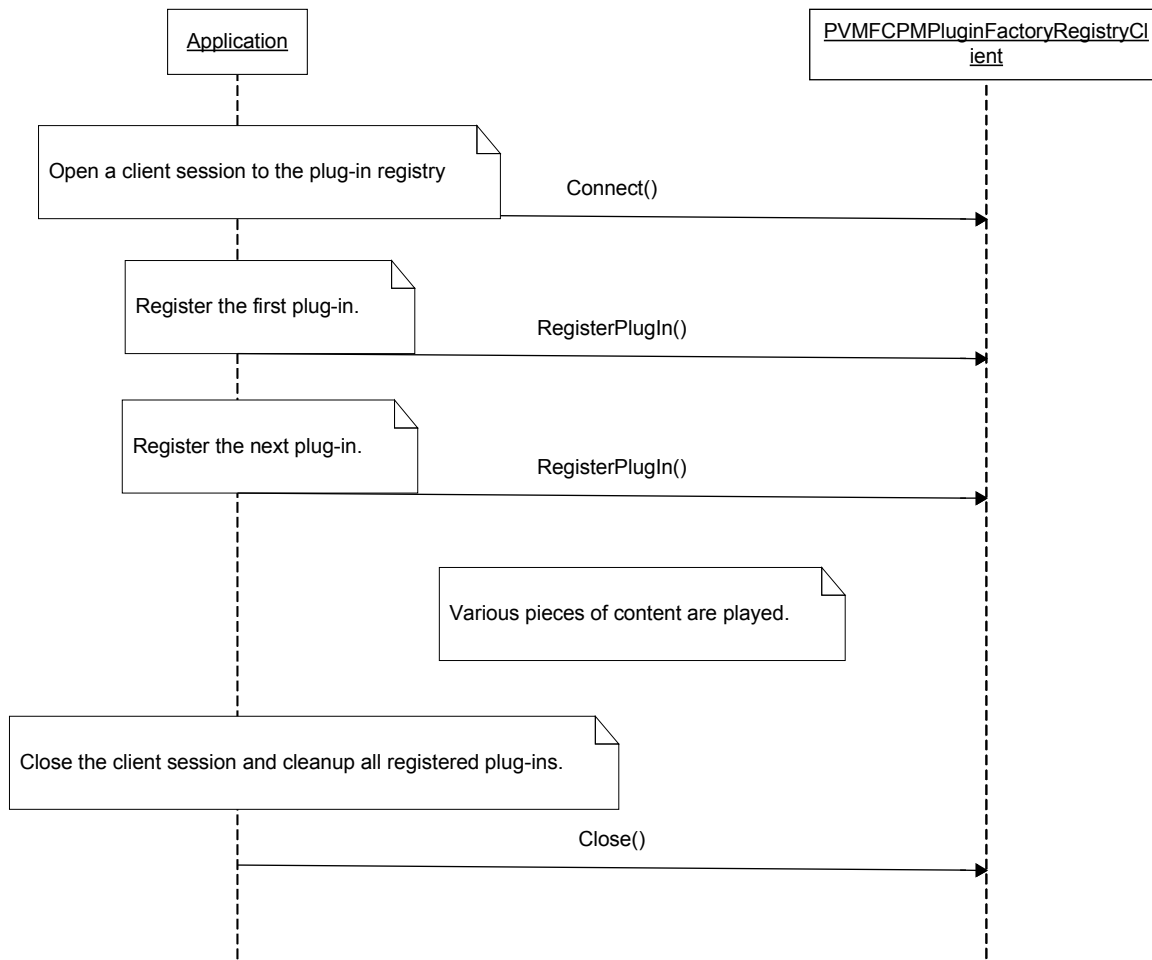 Application
PVMFCPMPluginFactoryRegistryCl
ient
Open a client session to the plug-in registry
Connect()
Register the first plug-in.
RegisterPlugIn()
Register the next plug-in.
RegisterPlugIn()
Various pieces of content are played.
Close the client session and cleanup all registered plug-ins.
Close()